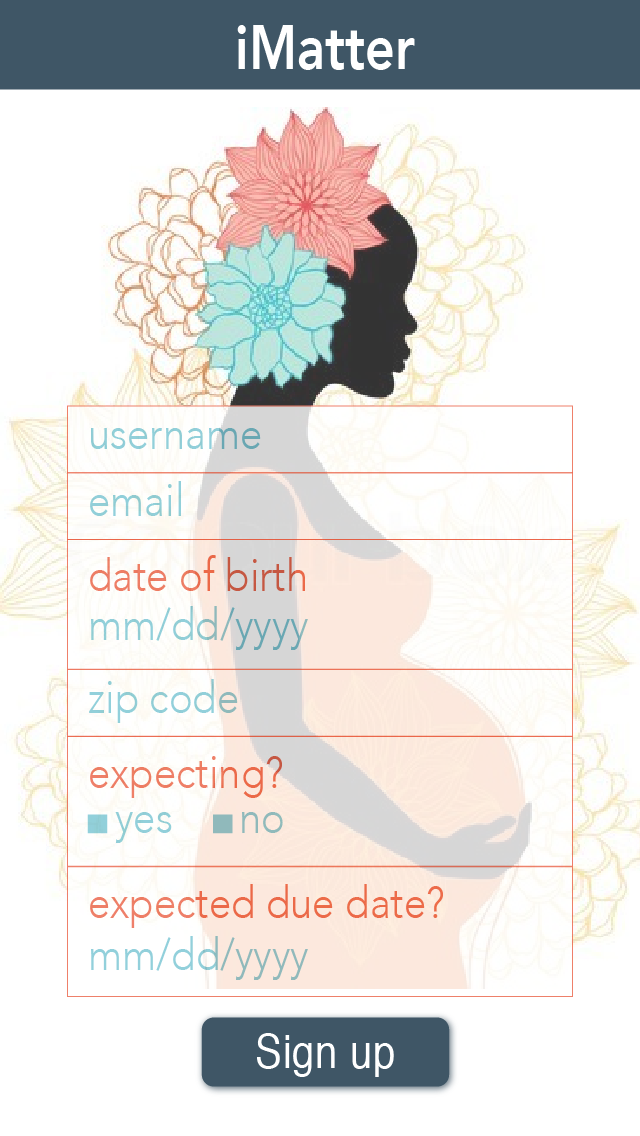 iMatter
username
email
date of birth
mm/dd/yyyy
zip code
expecting?
yes no
expected due date?
mm/dd/yyyy
Sign up